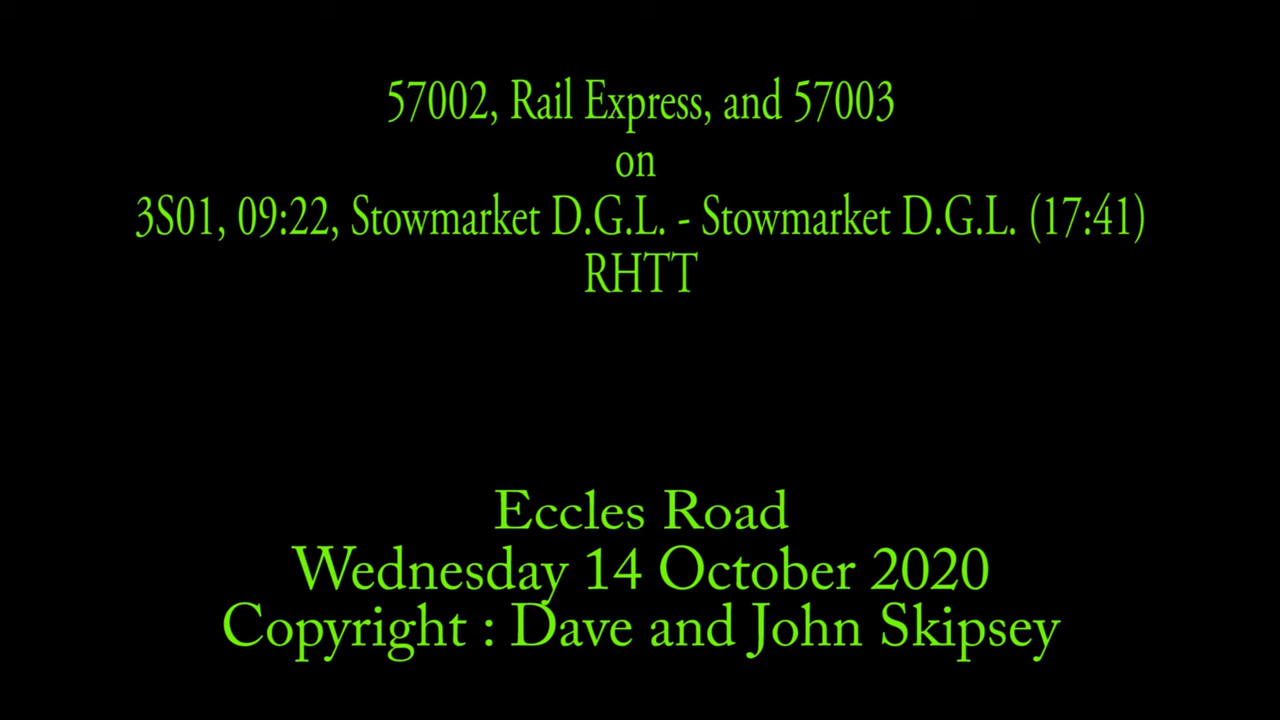 57002, Rail Express, and 57003
on
3S01, 09:22, Stowmarket D.G.L. - Stowmarket D.G.L. (17:41)
RHTT
Eccles Road
Wednesday 14 October 2020
Copyright : Dave and John Skipsey